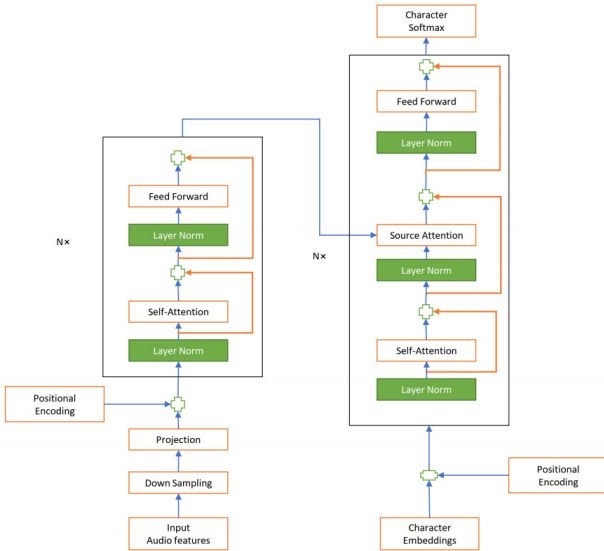 Character
Softmax
Feed Forward
Layer Norm
Source Attention
Layer Norm
Self-Attention
Layer Norm
N×
Feed Forward
Layer Norm
Self-Attention
Layer Norm
N×
Positional
Encoding
Projection
Down Sampling
Input
Audio features
Positional
Encoding
Character
Embeddings